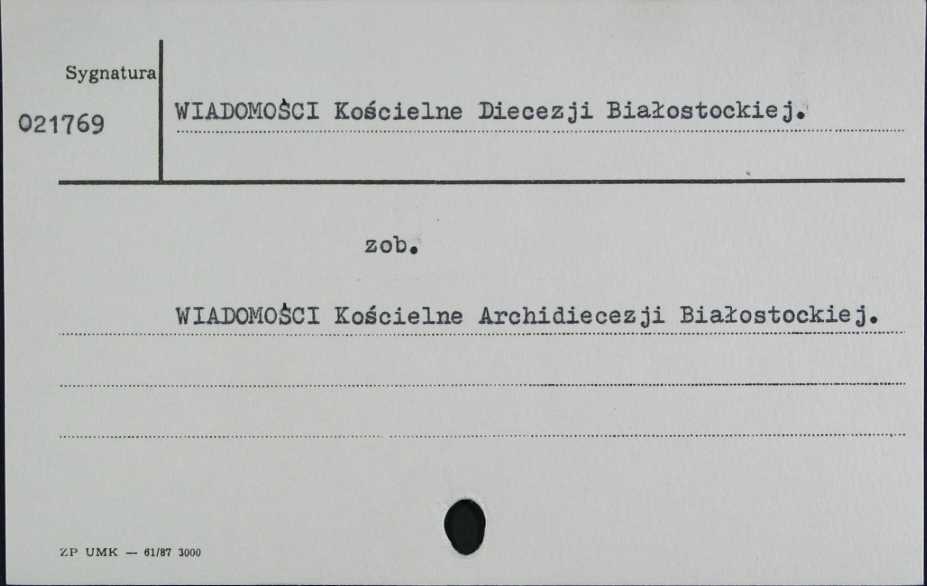 Sygnatura
021769
WIADOMOŚCI Kościelne Diecezji Białostockiej.
zob.
WIADOMOŚCI Kościelne Archidiecezji Białostockiej.
ZP UMK — 61/87 3000